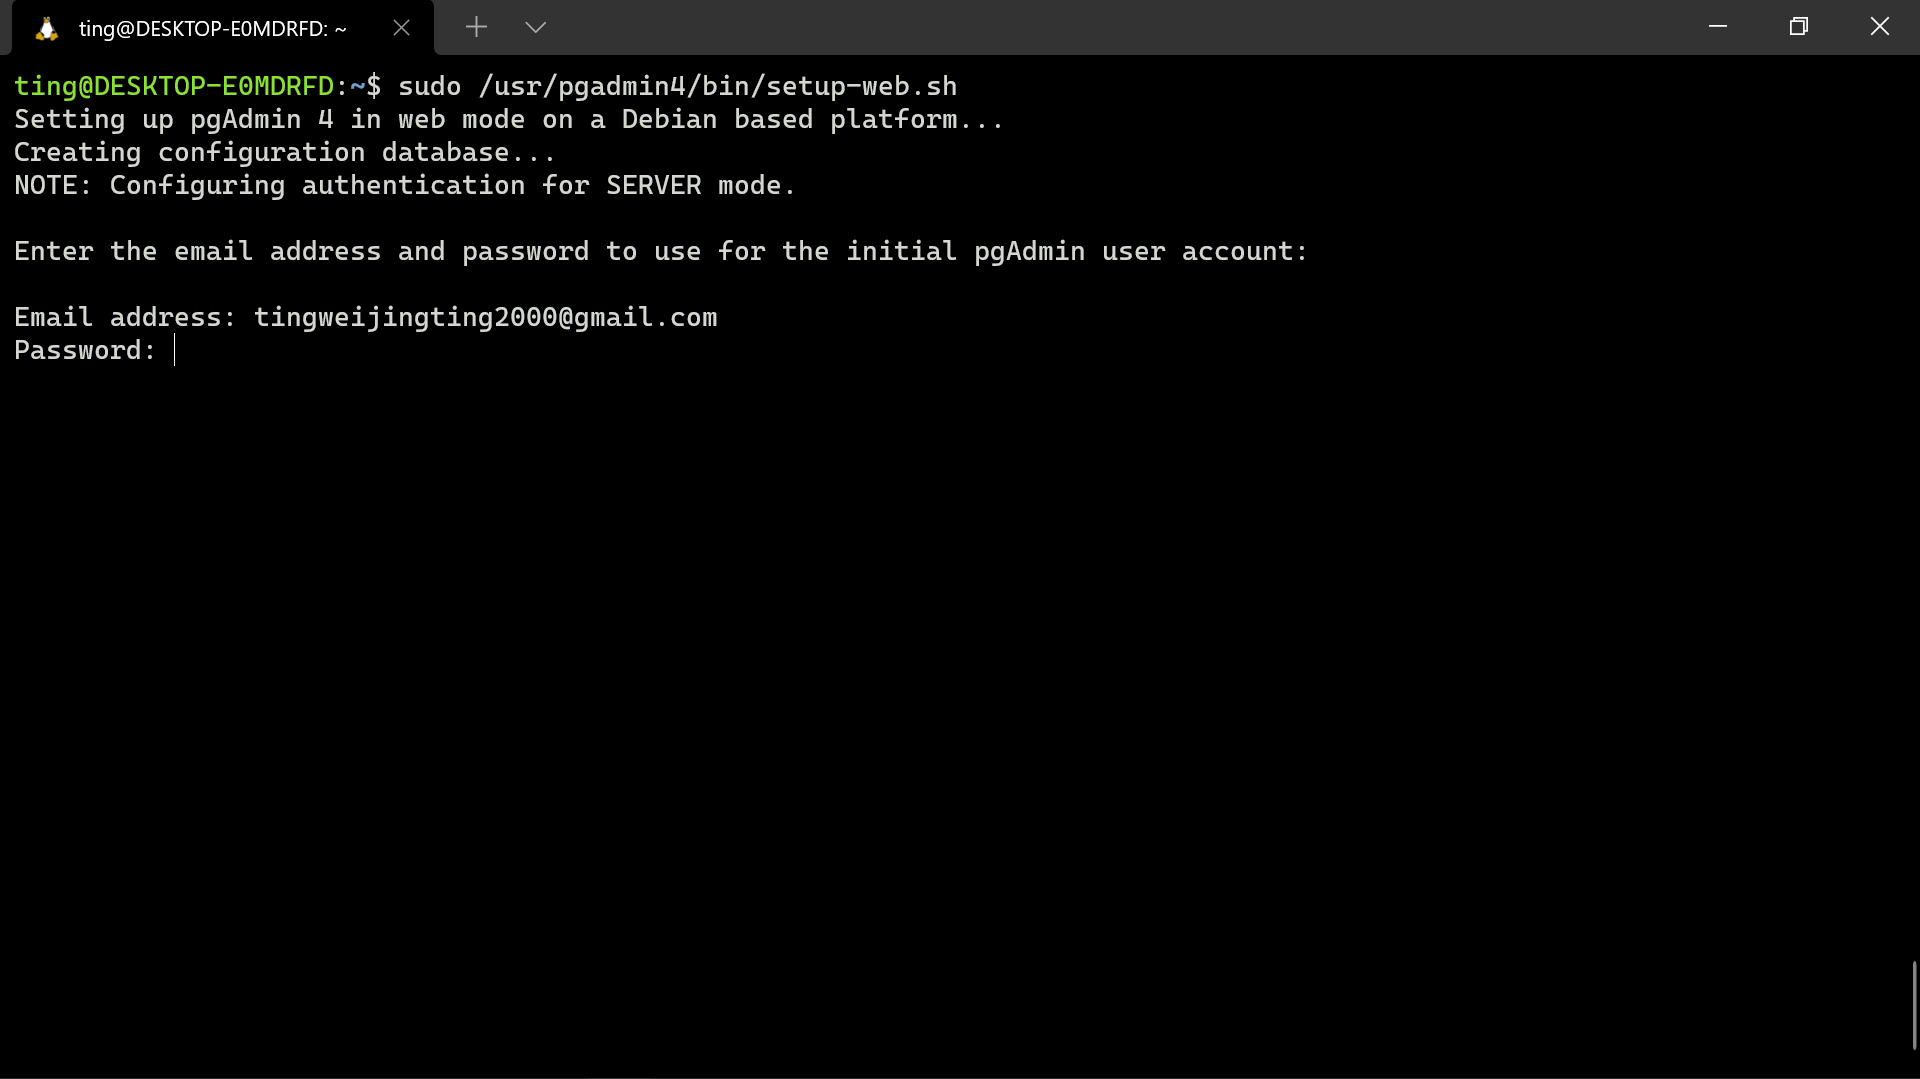 ting@DESKTOP-E0MDRFD: ~
ting@DESKTOP-E0MDRFD:~$ sudo /usr/pgadmin4/bin/setup-web.sh
Setting up pgAdmin 4 in web mode on a Debian based platform...
Creating configuration database...
NOTE: Configuring authentication for SERVER mode.
Enter the email address and password to use for the initial pgAdmin user account:
Email address: tingweijingting2000@gmail.com
Password: